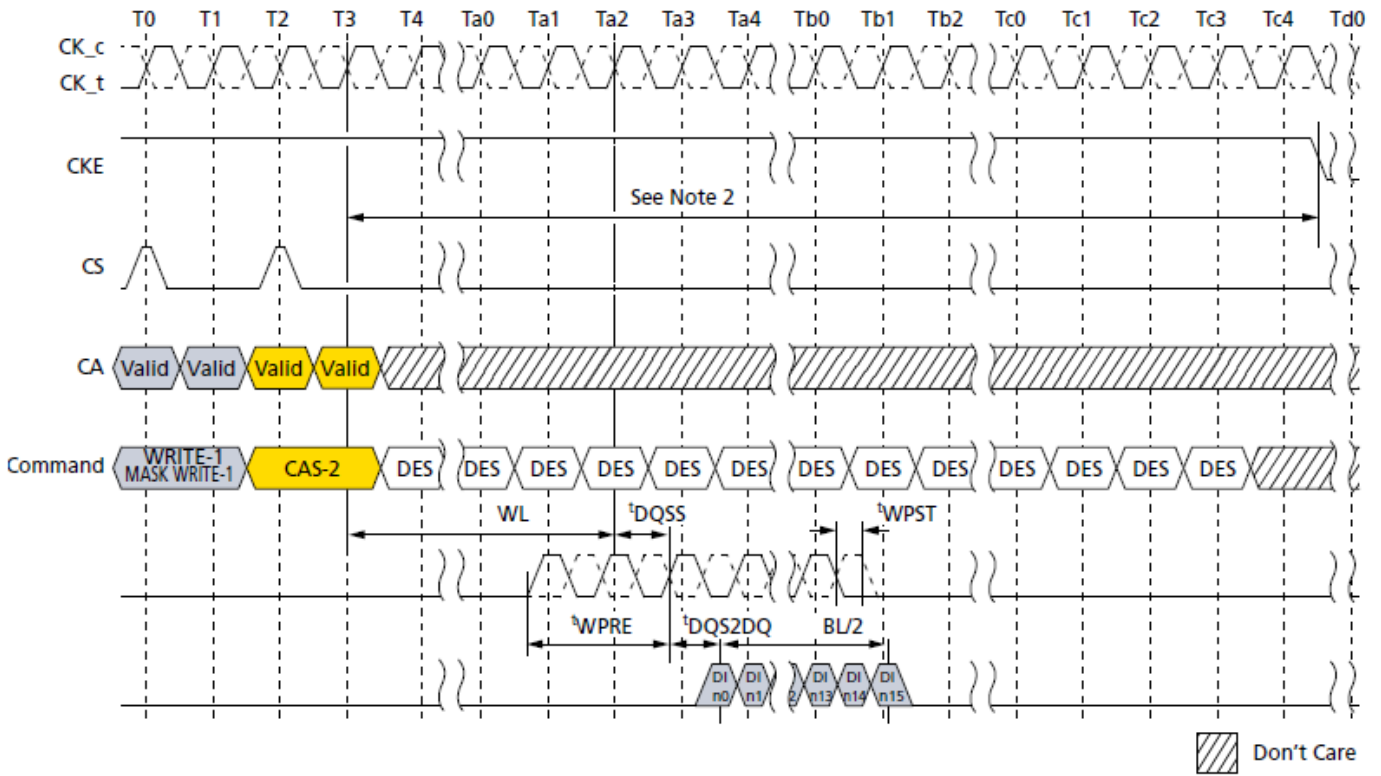 T0 T1 T2 T3 T4 Ta0 Ta1 Ta2 Ta3 Ta4 Tb0 Tb1 Tb2 Tc0 Tc1 Tc2 Tc3 Tc4 Td0
CK_c
CK_t
CKE
See Note 2
CS
CA Valid Valid Valid Valid
Command WRITE-1 MASK WRITE-1 CAS-2 DES DES DES DES DES DES DES DES DES DES DES DES DES
WL tDQSS tWPST
tWPRE tDQS2DQ BL/2
DI n0 DI n1 2 DI n13 DI n14 DI n15
Don't Care